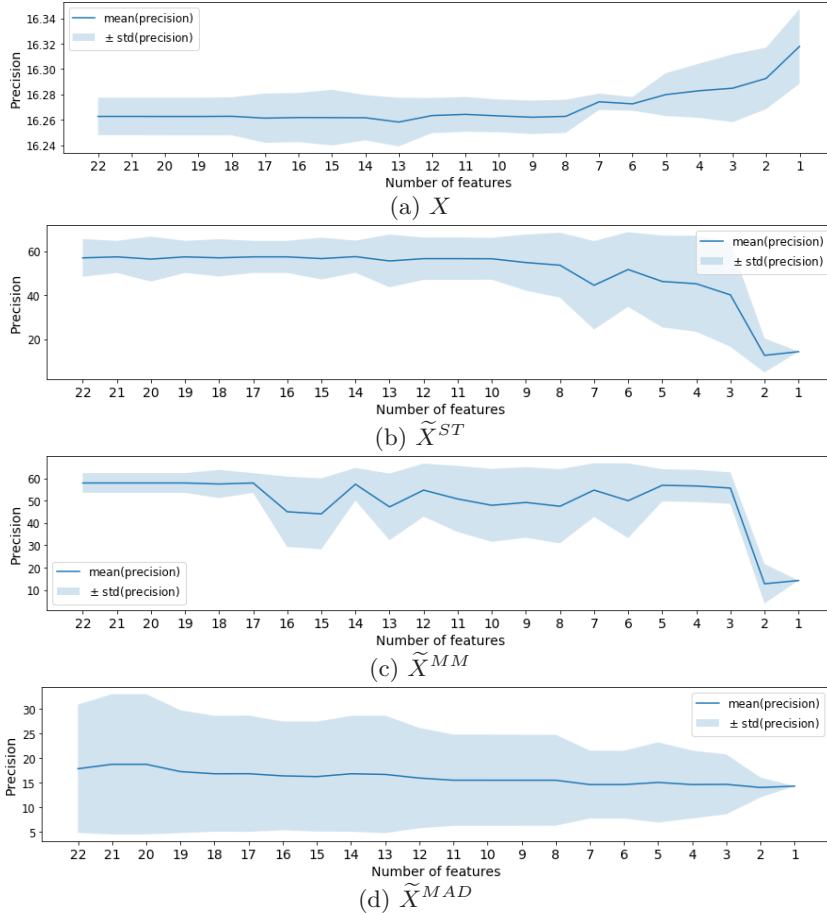 16.34
16.32
16.30
16.28
16.26
16.24
Precision
mean(precision)
± std(precision)
22 21 20 19 18 17 16 15 14 13 12 11 10 9 8 7 6 5 4 3 2 1
Number of features
(a) X
60
40
20
Precision
mean(precision)
± std(precision)
22 21 20 19 18 17 16 15 14 13 12 11 10 9 8 7 6 5 4 3 2 1
Number of features
(b) X̃^{ST}
60
50
40
30
20
10
Precision
mean(precision)
± std(precision)
22 21 20 19 18 17 16 15 14 13 12 11 10 9 8 7 6 5 4 3 2 1
Number of features
(c) X̃^{MM}
30
25
20
15
10
5
Precision
mean(precision)
± std(precision)
22 21 20 19 18 17 16 15 14 13 12 11 10 9 8 7 6 5 4 3 2 1
Number of features
(d) X̃^{MAD}